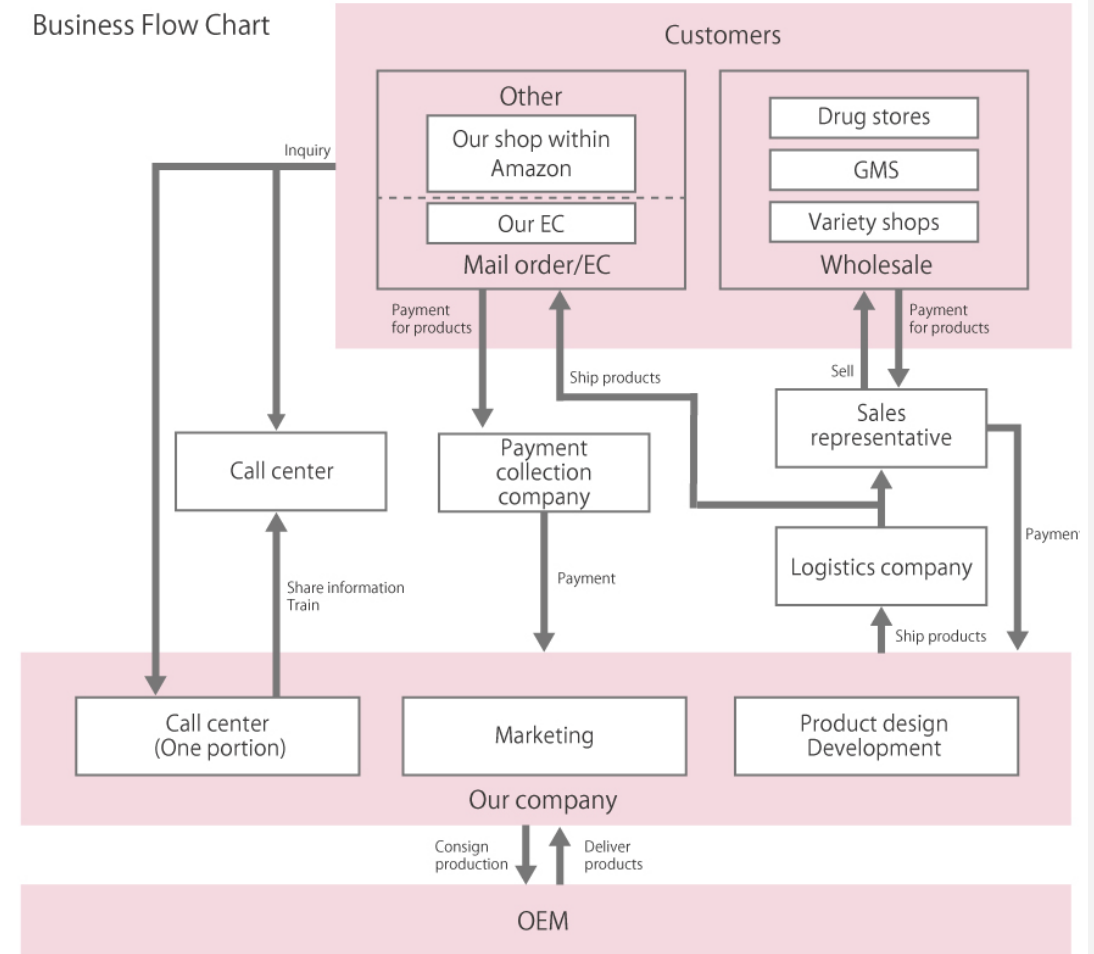 Business Flow Chart
Customers
Other
Our shop within
Amazon
Our EC
Mail order/EC
Drug stores
GMS
Variety shops
Wholesale
Inquiry
Payment
for products
Ship products
Sell
Payment
for products
Sales
representative
Call center
Payment
collection
company
Logistics company
Paymen
Share information
Train
Payment
Ship products
Call center
(One portion)
Marketing
Product design
Development
Our company
Consign
production
Deliver
products
OEM